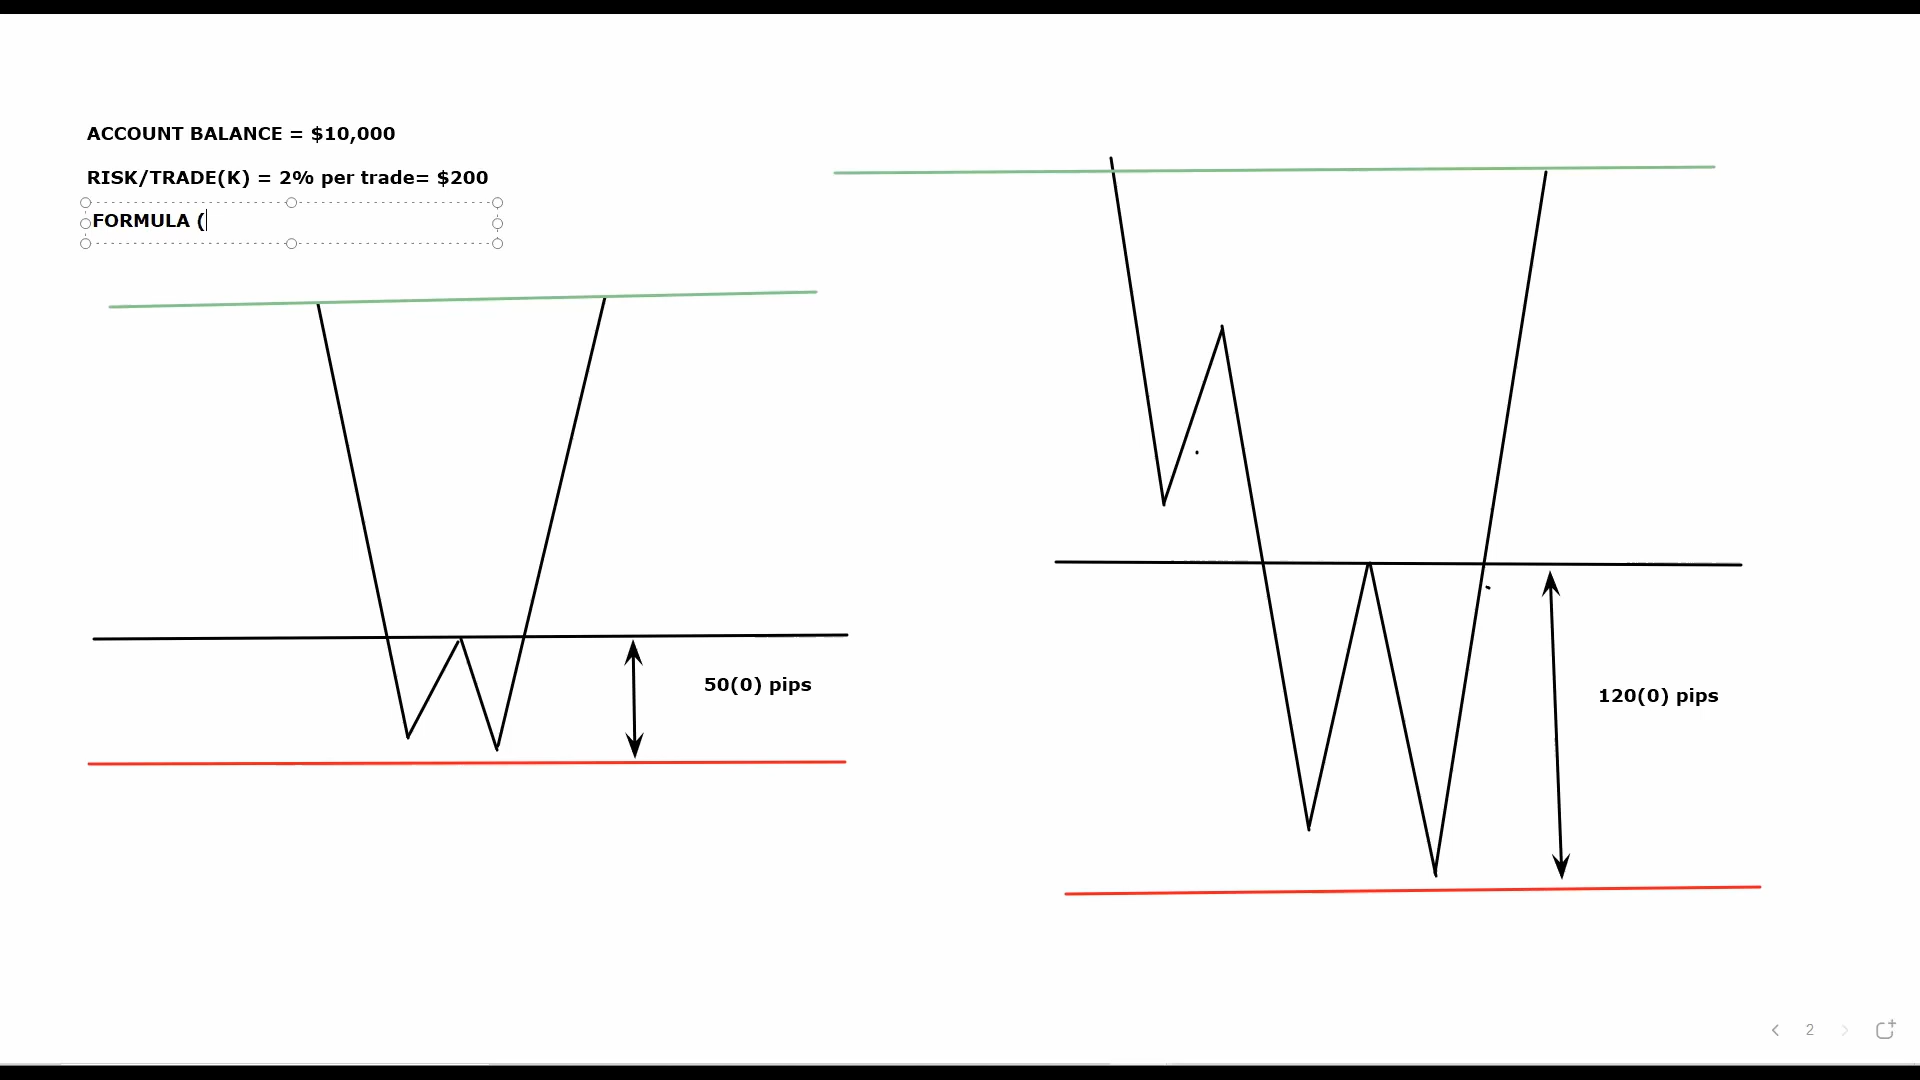 ACCOUNT BALANCE = $10,000
RISK/TRADE(K) = 2% per trade= $200
FORMULA (
50(0) pips
120(0) pips
2